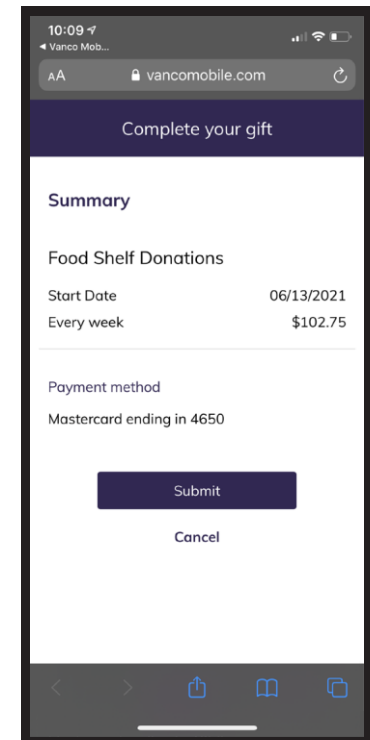 10:09
◀ Vanco Mob...
AA vancomobile.com
Complete your gift
Summary
Food Shelf Donations
Start Date 06/13/2021
Every week $102.75
Payment method
Mastercard ending in 4650
Submit
Cancel